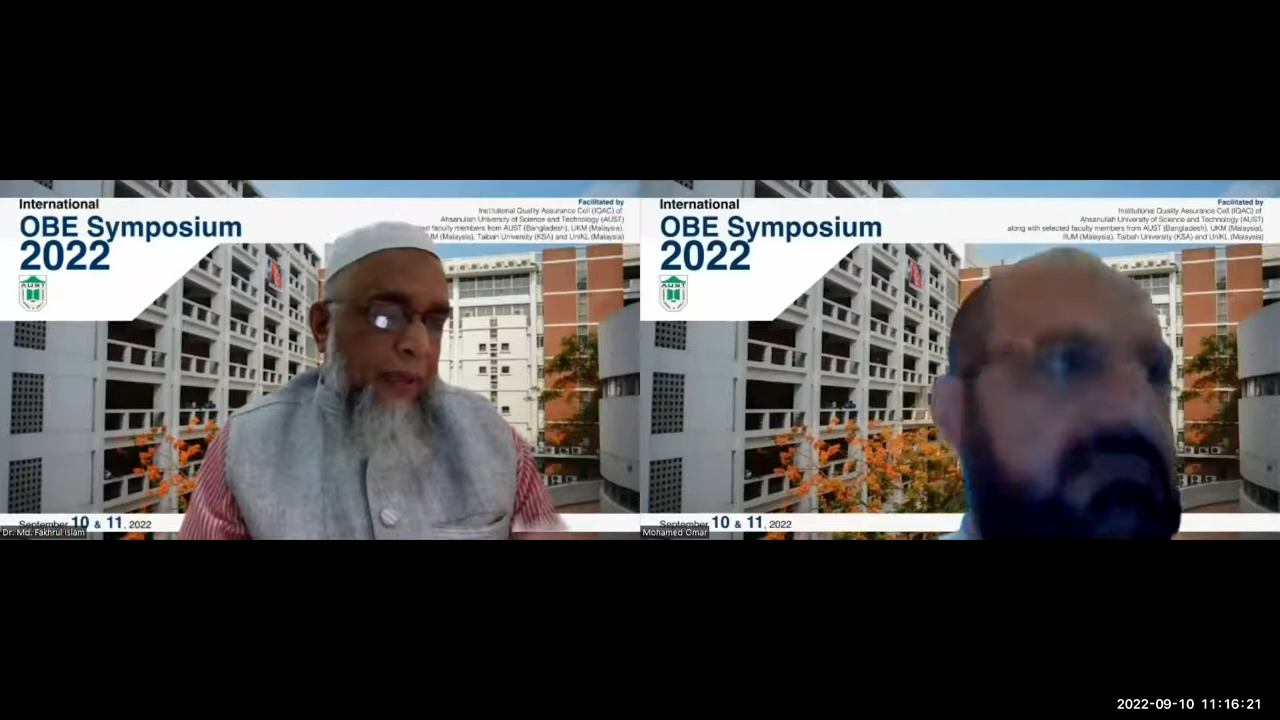 International
OBE Symposium
2022
AUST
Facilitated by
Institutional Quality Assurance Cell (IQAC) of
Ahsanullah University of Science and Technology (AUST)
ed faculty members from AUST (Bangladesh), UKM (Malaysia),
UM (Malaysia), Taibah University (KSA) and UniKL (Malaysia)
September 10 & 11, 2022
Dr. Md. Fakhrul Islam
International
OBE Symposium
2022
AUST
Facilitated by
Institutional Quality Assurance Cell (IQAC) of
Ahsanullah University of Science and Technology (AUST)
along with selected faculty members from AUST (Bangladesh), UKM (Malaysia),
IIUM (Malaysia), Taibah University (KSA) and UniKL (Malaysia)
September 10 & 11, 2022
Mohamed Omar
2022-09-10 11:16:21